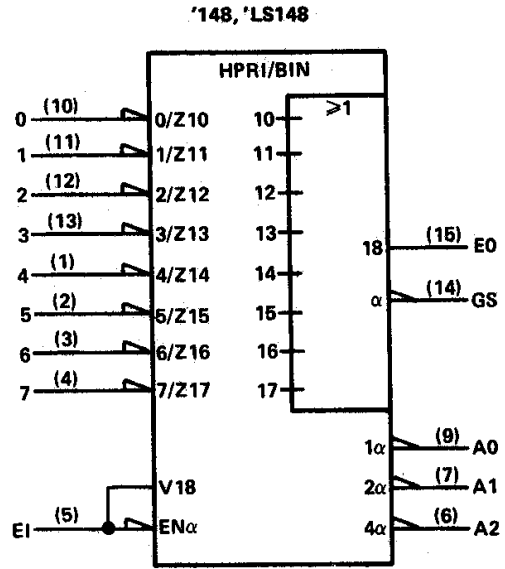 '148, 'LS148
HPRI/BIN
0 (10) 0/Z10 10 ⩾1
1 (11) 1/Z11 11
2 (12) 2/Z12 12
3 (13) 3/Z13 13
18 (15) EO
4 (1) 4/Z14 14
α (14) GS
5 (2) 5/Z15 15
6 (3) 6/Z16 16
7 (4) 7/Z17 17
1α (9) A0
V18 2α (7) A1
EI (5) ENα 4α (6) A2